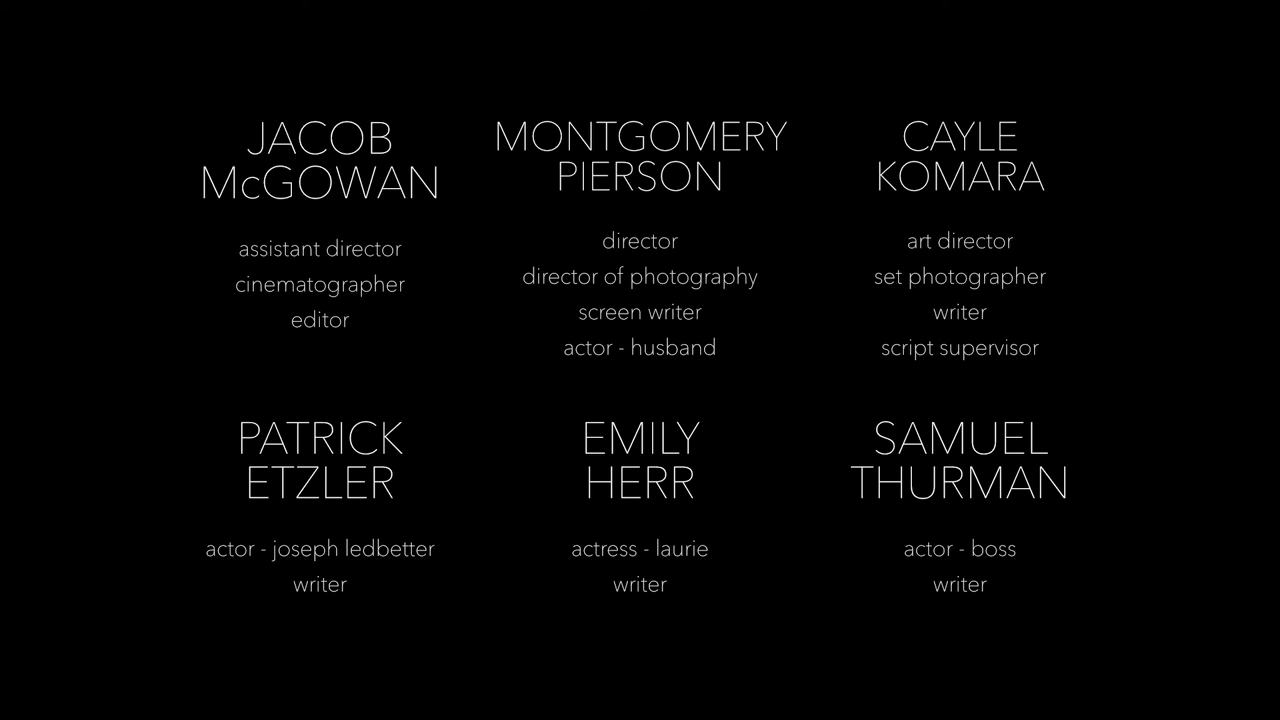 JACOB
McGOWAN
assistant director
cinematographer
editor
MONTGOMERY
PIERSON
director
director of photography
screen writer
actor - husband
CAYLE
KOMARA
art director
set photographer
writer
script supervisor
PATRICK
ETZLER
actor - joseph ledbetter
writer
EMILY
HERR
actress - laurie
writer
SAMUEL
THURMAN
actor - boss
writer